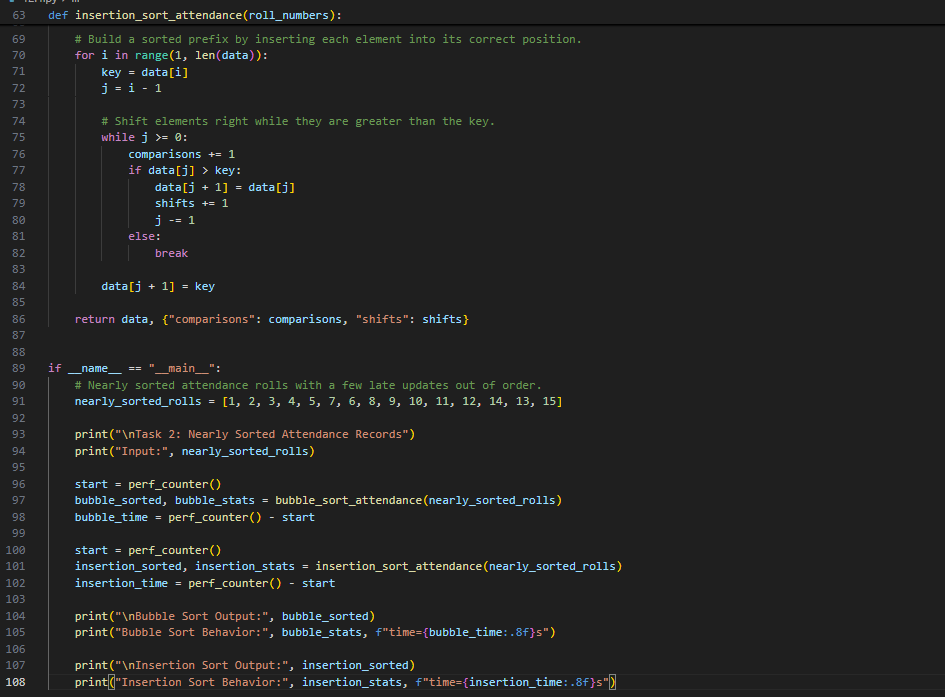 63 def insertion_sort_attendance(roll_numbers):
69     # Build a sorted prefix by inserting each element into its correct position.
70     for i in range(1, len(data)):
71         key = data[i]
72         j = i - 1
73
74         # Shift elements right while they are greater than the key.
75         while j >= 0:
76             comparisons += 1
77             if data[j] > key:
78                 data[j + 1] = data[j]
79                 shifts += 1
80                 j -= 1
81             else:
82                 break
83
84         data[j + 1] = key
85
86     return data, {"comparisons": comparisons, "shifts": shifts}
87
88
89 if __name__ == "__main__":
90     # Nearly sorted attendance rolls with a few late updates out of order.
91     nearly_sorted_rolls = [1, 2, 3, 4, 5, 7, 6, 8, 9, 10, 11, 12, 14, 13, 15]
92
93     print("\nTask 2: Nearly Sorted Attendance Records")
94     print("Input:", nearly_sorted_rolls)
95
96     start = perf_counter()
97     bubble_sorted, bubble_stats = bubble_sort_attendance(nearly_sorted_rolls)
98     bubble_time = perf_counter() - start
99
100     start = perf_counter()
101     insertion_sorted, insertion_stats = insertion_sort_attendance(nearly_sorted_rolls)
102     insertion_time = perf_counter() - start
103
104     print("\nBubble Sort Output:", bubble_sorted)
105     print("Bubble Sort Behavior:", bubble_stats, f"time={bubble_time:.8f}s")
106
107     print("\nInsertion Sort Output:", insertion_sorted)
108     print("Insertion Sort Behavior:", insertion_stats, f"time={insertion_time:.8f}s")